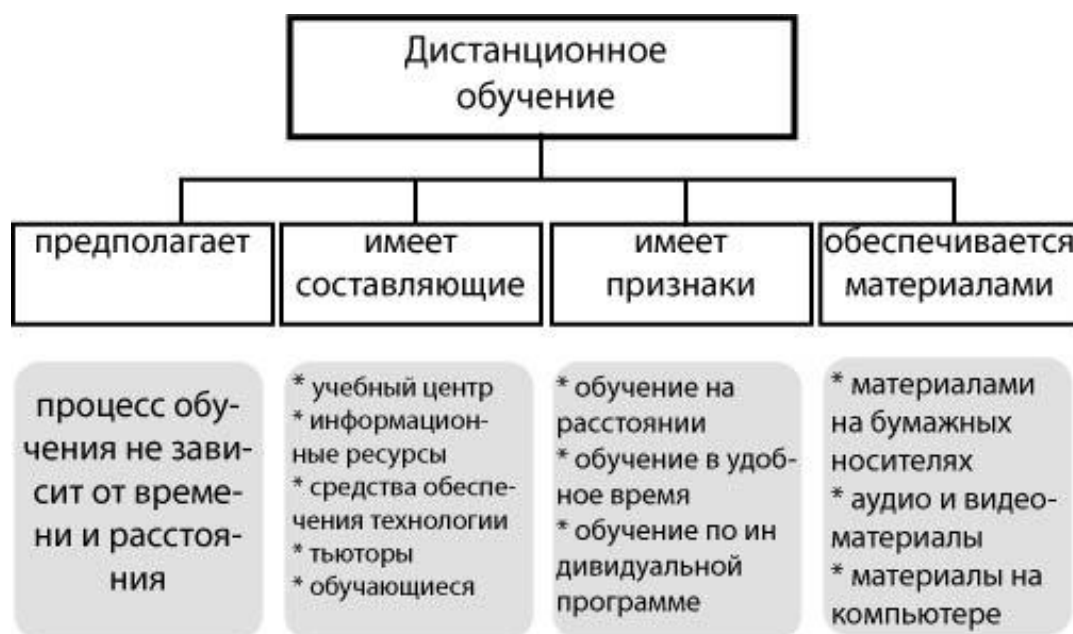 Дистанционное
обучение
предполагает
имеет
составляющие
имеет
признаки
обеспечивается
материалами
процесс обу-
чения не зави-
сит от време-
ни и расстоя-
ния
* учебный центр
* информацион-
ные ресурсы
* средства обеспе-
чения технологии
* тьюторы
* обучающиеся
* обучение на
расстоянии
* обучение в удоб-
ное время
* обучение по ин
дивидуальной
программе
* материалами
на бумажных
носителях
* аудио и видео-
материалы
* материалы на
компьютере